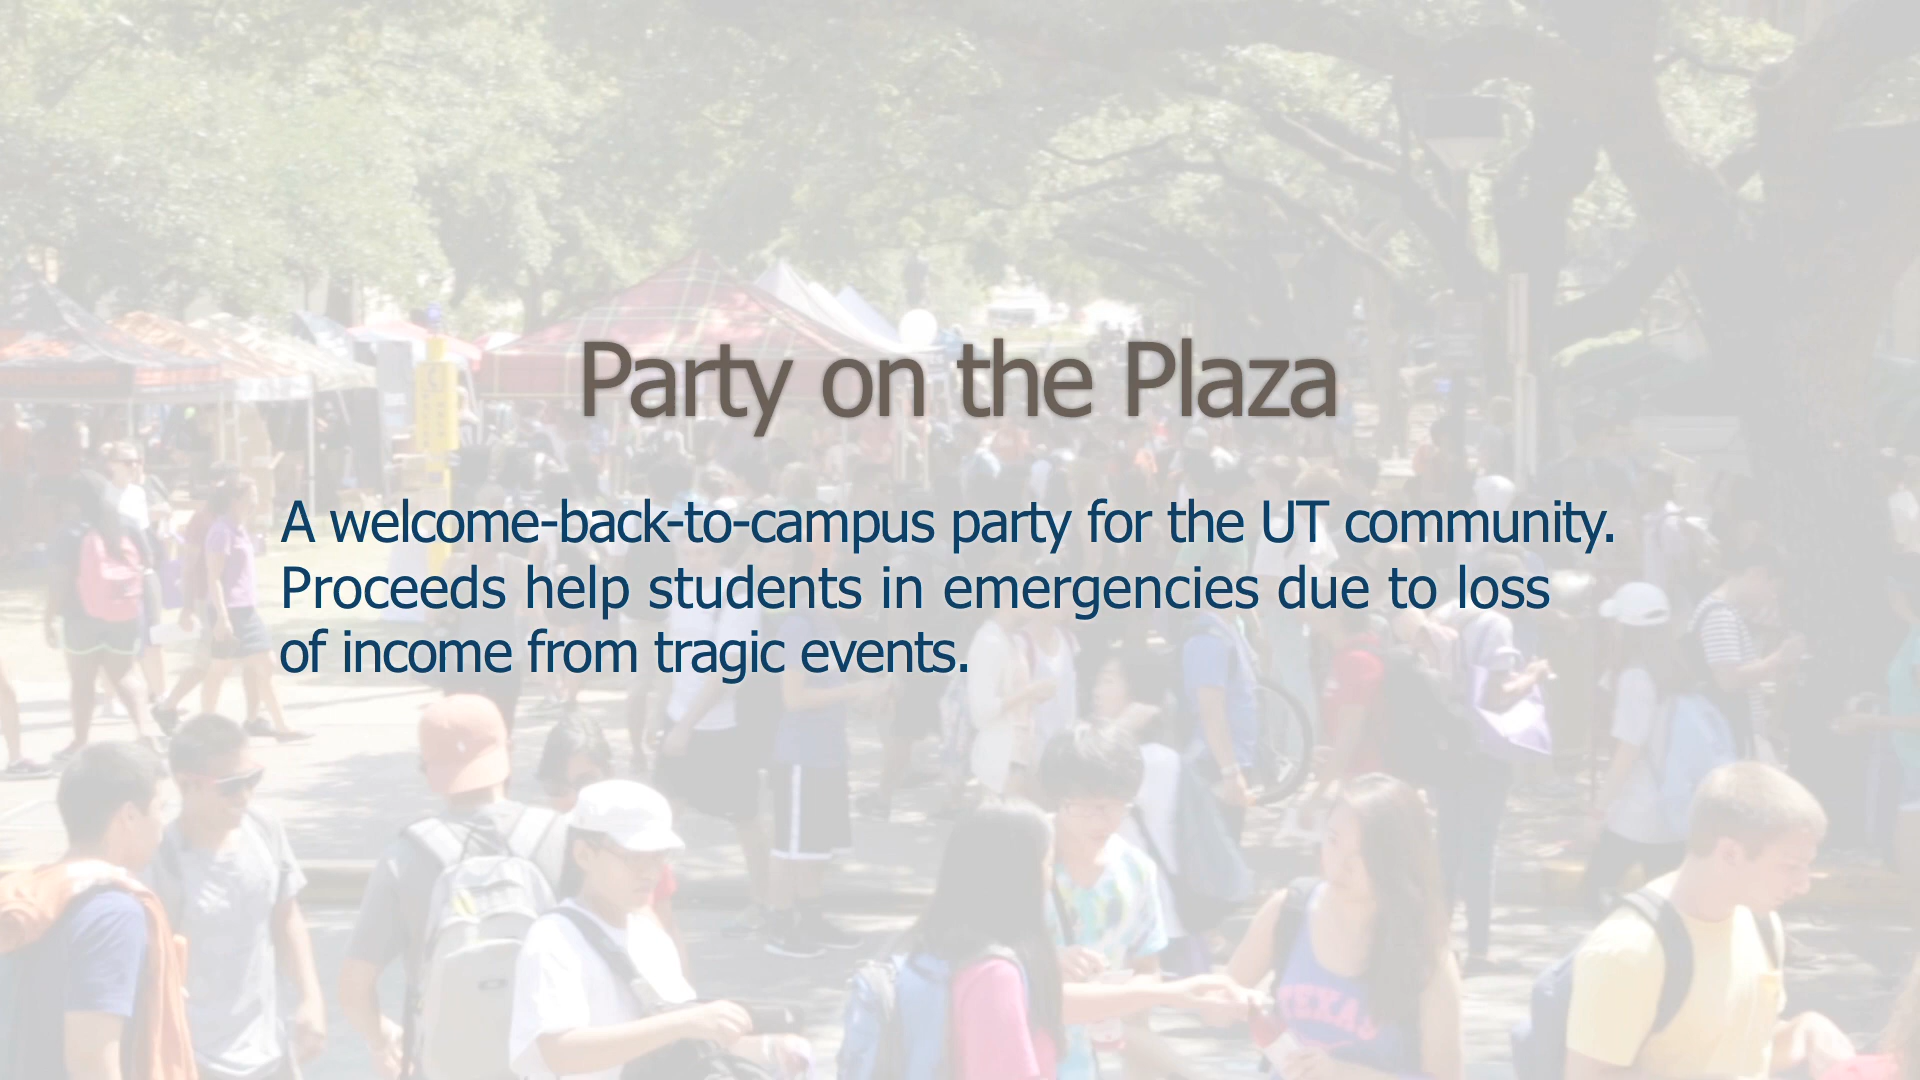 Party on the Plaza
A welcome-back-to-campus party for the UT community.
Proceeds help students in emergencies due to loss
of income from tragic events.
TEXAS